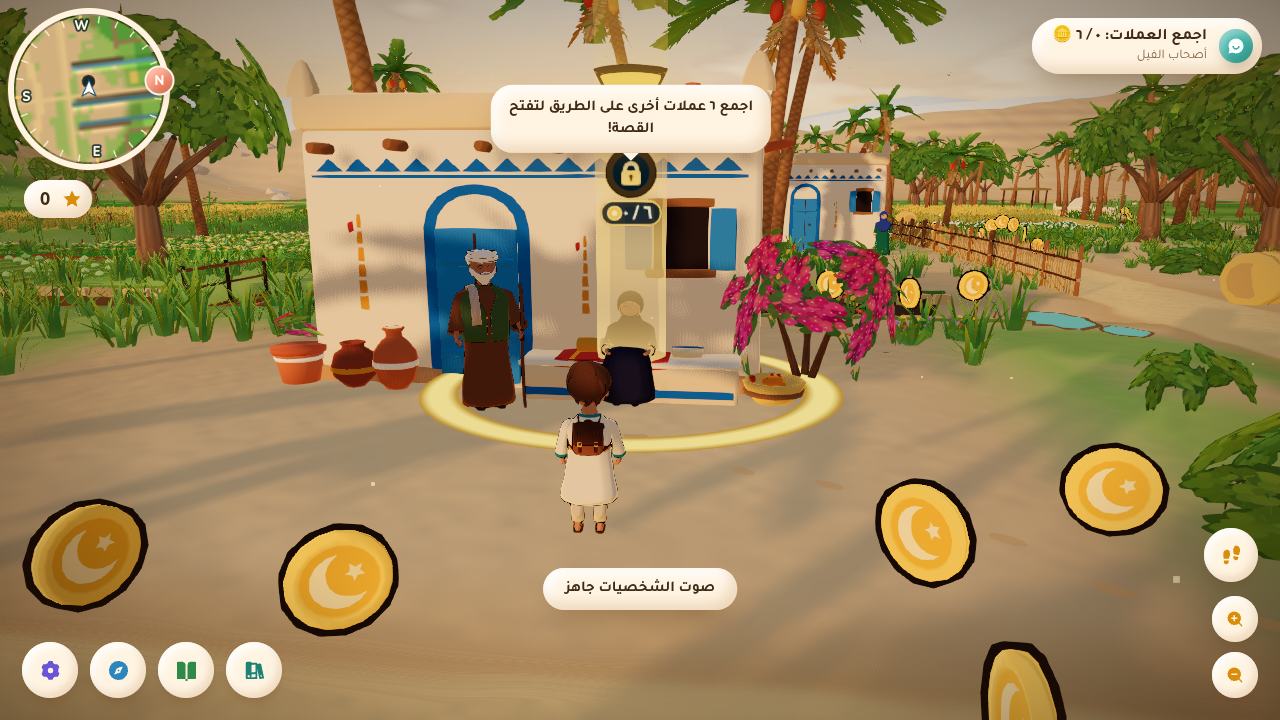 W
N
S
E
0
اجمع العملات: ٠ / ٦
أصحاب الفيل
اجمع ٦ عملات أخرى على الطريق لتفتح
القصة!
٠/٦
صوت الشخصيات جاهز